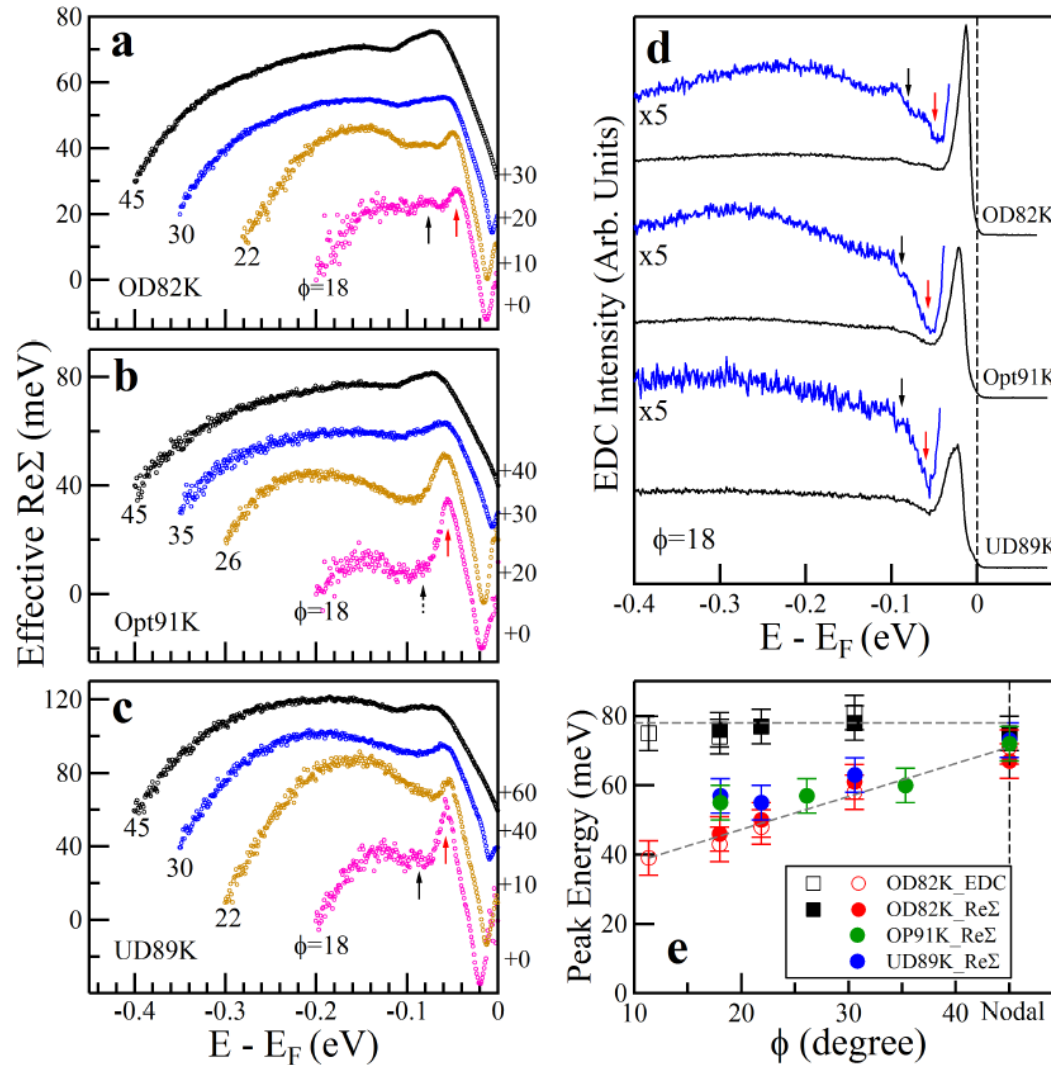 Effective ReΣ (meV)
a
80
60
40
20
0
45
30
22
ϕ=18
+30
+20
+10
+0
OD82K
b
80
40
0
45
35
26
ϕ=18
+40
+30
+20
+0
Opt91K
c
120
80
40
0
45
30
22
ϕ=18
+60
+40
+10
+0
UD89K
-0.4 -0.3 -0.2 -0.1 0
E - EF (eV)
d
EDC Intensity (Arb. Units)
x5
OD82K
x5
Opt91K
x5
UD89K
ϕ=18
-0.4 -0.3 -0.2 -0.1 0
E - EF (eV)
Peak Energy (meV)
80
60
40
20
0
e
OD82K_EDC
OD82K_ReΣ
OP91K_ReΣ
UD89K_ReΣ
10 20 30 40 Nodal
ϕ (degree)